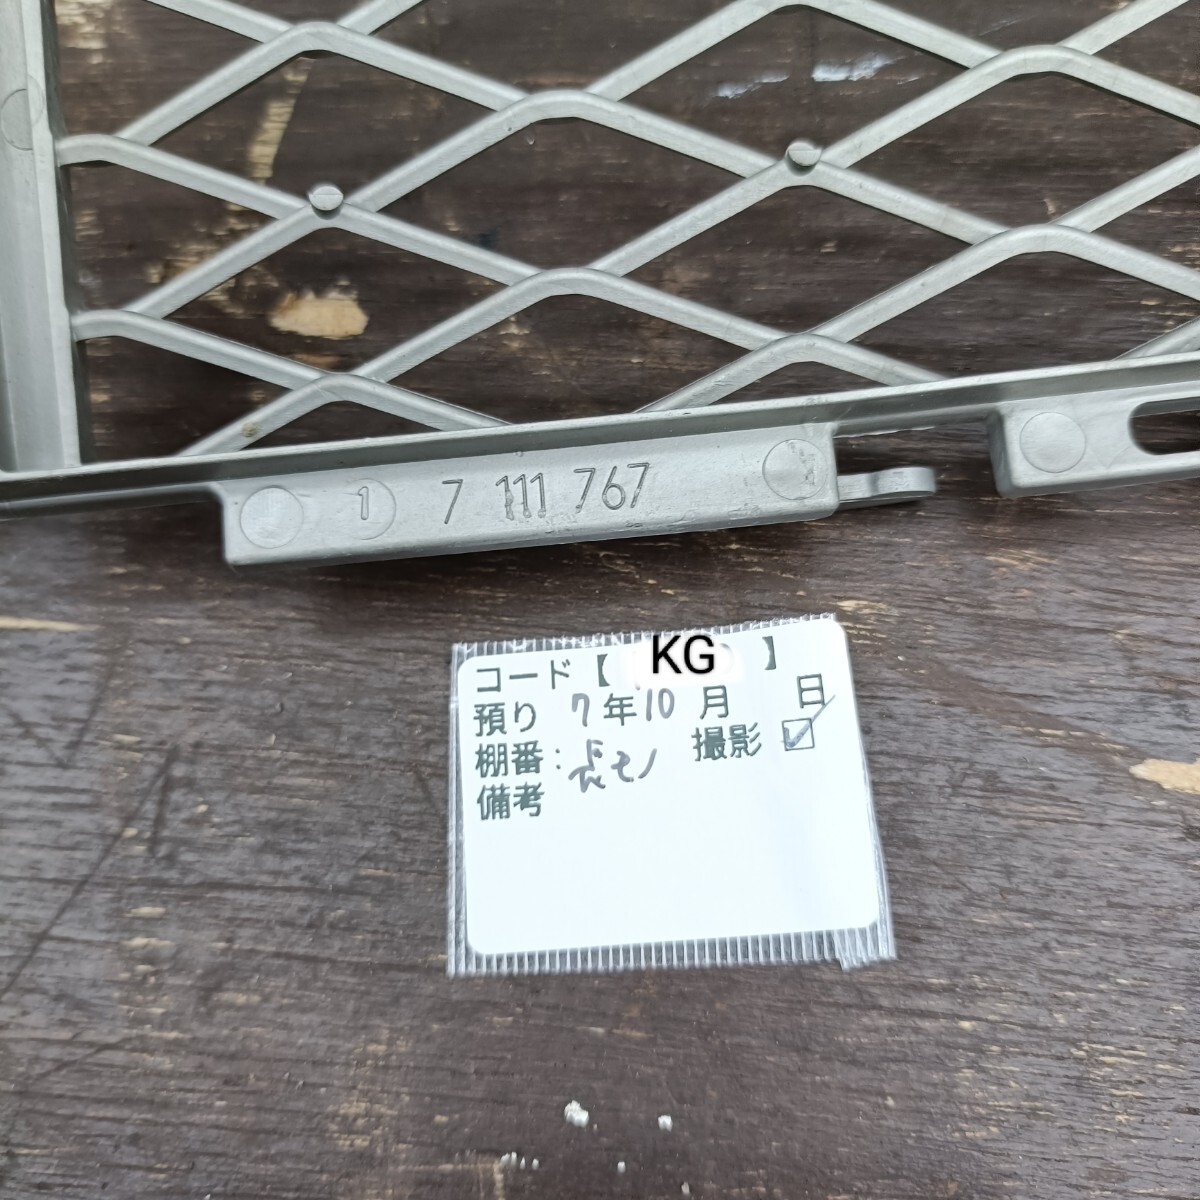 1 7 111 767
コード【 KG 】
預り 7年10月 日
棚番:長モノ 撮影 ☑
備考